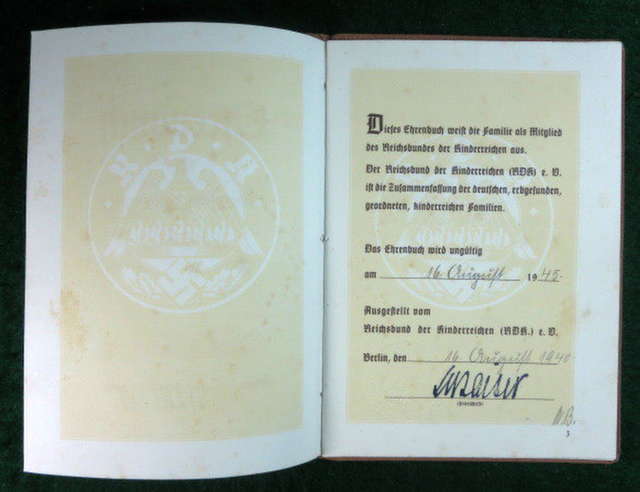 R·D·K
Dieses Ehrenbuch weist die Familie als Mitglied
des Reichsbundes der Kinderreichen aus.
Der Reichsbund der Kinderreichen (RDK) e. V.
ist die Zusammenfassung der deutschen, erbgesunden,
geordneten, kinderreichen Familien.
Das Ehrenbuch wird ungültig
am 16 August 1945.
Ausgestellt vom
Reichsbund der Kinderreichen (RDK.) e. V.
Berlin, den 16 August 1940
3